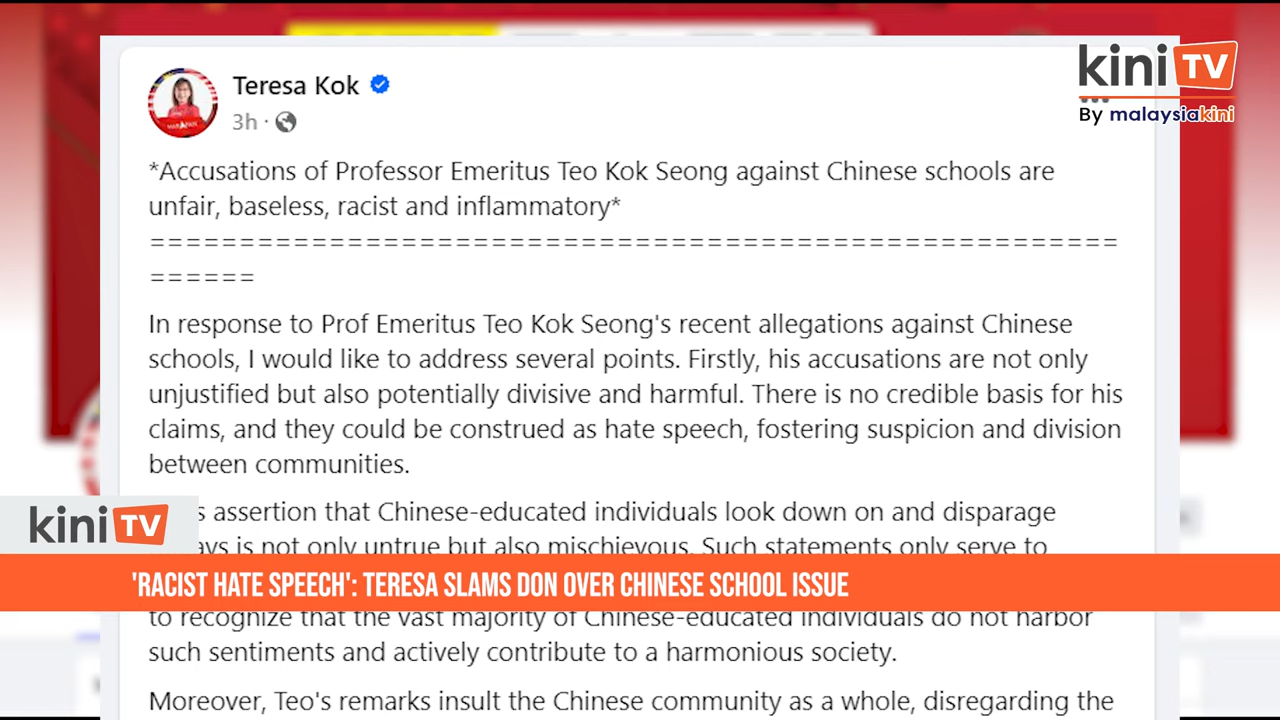 Teresa Kok
3h ·
kini TV
By malaysiakini
*Accusations of Professor Emeritus Teo Kok Seong against Chinese schools are
unfair, baseless, racist and inflammatory*
======================================================
======
In response to Prof Emeritus Teo Kok Seong's recent allegations against Chinese
schools, I would like to address several points. Firstly, his accusations are not only
unjustified but also potentially divisive and harmful. There is no credible basis for his
claims, and they could be construed as hate speech, fostering suspicion and division
between communities.
assertion that Chinese-educated individuals look down on and disparage
is not only untrue but also mischievous. Such statements only serve to
kini TV
'RACIST HATE SPEECH': TERESA SLAMS DON OVER CHINESE SCHOOL ISSUE
to recognize that the vast majority of Chinese-educated individuals do not harbor
such sentiments and actively contribute to a harmonious society.
Moreover, Teo's remarks insult the Chinese community as a whole, disregarding the